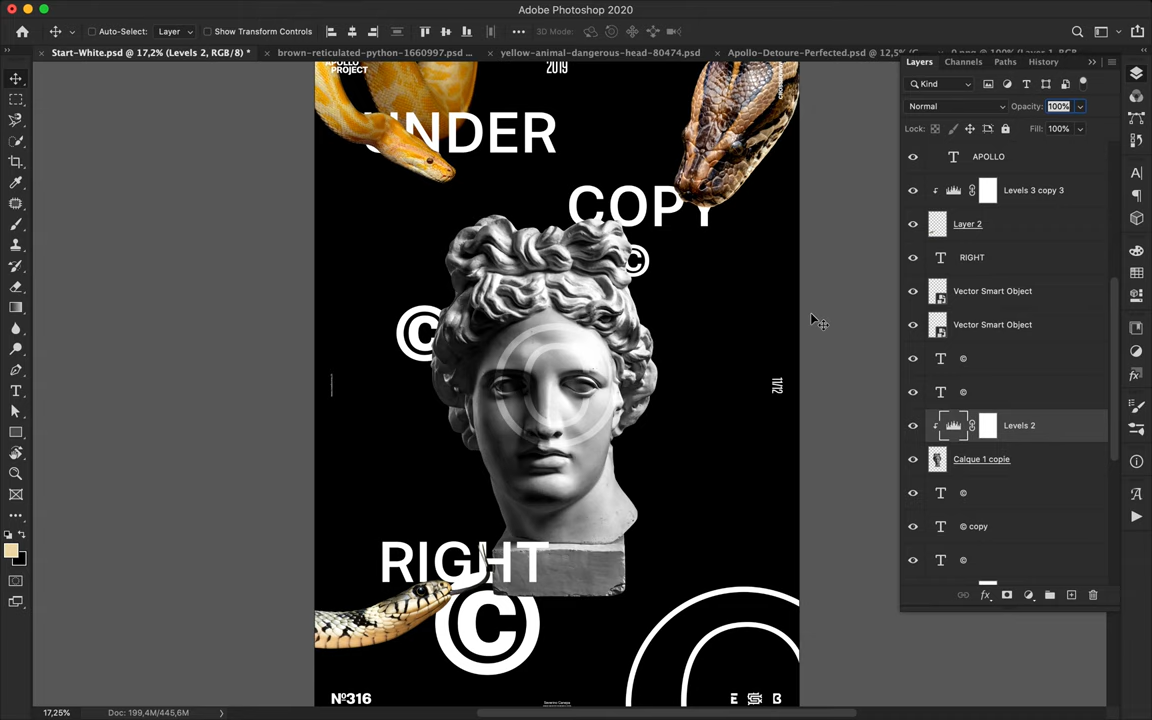 Adobe Photoshop 2020
Auto-Select:
Layer
Show Transform Controls
3D Mode:
Start-White.psd @ 17,2% (Levels 2, RGB/8) *
brown-reticulated-python-1660997.psd ...
yellow-animal-dangerous-head-80474.psd
Apollo-Detoure-Perfected.psd @ 12,5%
Layers
Channels
Paths
History
Kind
Normal
Opacity:
100%
Lock:
Fill:
100%
APOLLO
Levels 3 copy 3
Layer 2
RIGHT
Vector Smart Object
Vector Smart Object
©
©
Levels 2
Calque 1 copie
©
© copy
©
APOLLO
PROJECT
2019
UNDER
COPY
©
©
©
11/12
RIGHT
©
Nº316
17,25%
Doc: 199,4M/445,6M